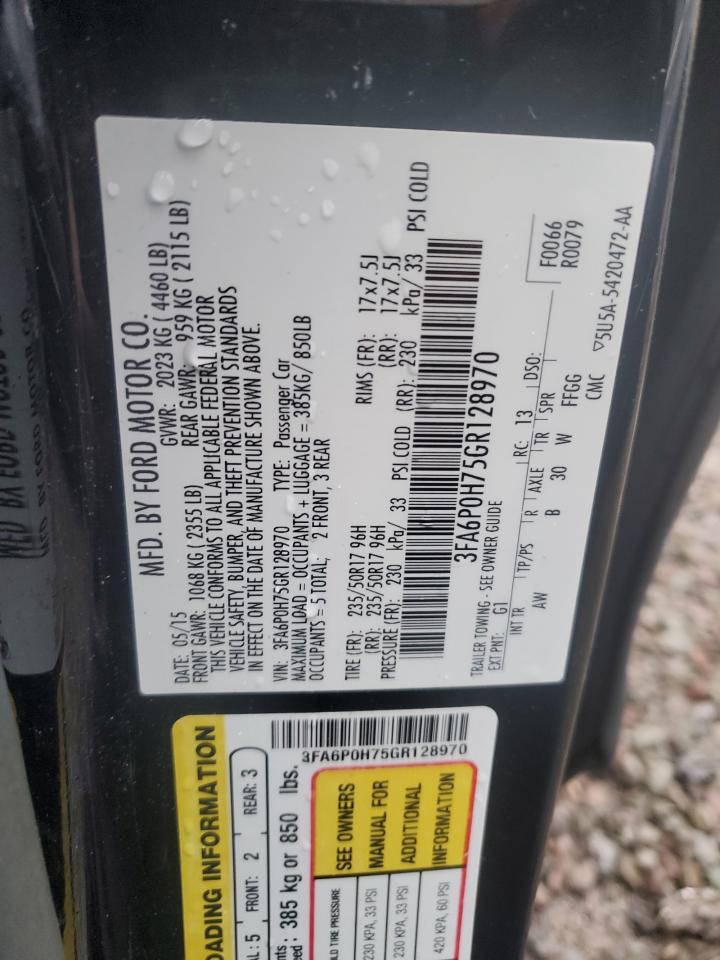 MFD. BY FORD MOTOR CO.
DATE: 05/15 GVWR: 2023 KG ( 4460 LB)
FRONT GAWR: 1068 KG ( 2355 LB) REAR GAWR: 959 KG ( 2115 LB)
THIS VEHICLE CONFORMS TO ALL APPLICABLE FEDERAL MOTOR
VEHICLE SAFETY, BUMPER, AND THEFT PREVENTION STANDARDS
IN EFFECT ON THE DATE OF MANUFACTURE SHOWN ABOVE.
VIN: 3FA6P0H75GR128970 TYPE: Passenger Car
MAXIMUM LOAD = OCCUPANTS + LUGGAGE = 385KG/ 850LB
OCCUPANTS = 5 TOTAL: 2 FRONT, 3 REAR
TIRE (FR): 235/50R17 96H RIMS (FR): 17x7.5J
(RR): 235/50R17 96H (RR): 17x7.5J
PRESSURE (FR): 230 kPa/ 33 PSI COLD (RR): 230 kPa/ 33 PSI COLD
3FA6P0H75GR128970
TRAILER TOWING - SEE OWNER GUIDE
EXT PNT: G1 RC: 13 DSO: F0066
R0079
INT TR TP/PS R AXLE TR SPR
AW B 30 W FFGG
CMC ▽5U5A-5420472-AA
3FA6P0H75GR128970
OADING INFORMATION
AL : 5 FRONT: 2 REAR: 3
nts
eed : 385 kg or 850 lbs.
LD TIRE PRESSURE
230 KPA, 33 PSI
230 KPA, 33 PSI
420 KPA, 60 PSI
SEE OWNERS
MANUAL FOR
ADDITIONAL
INFORMATION